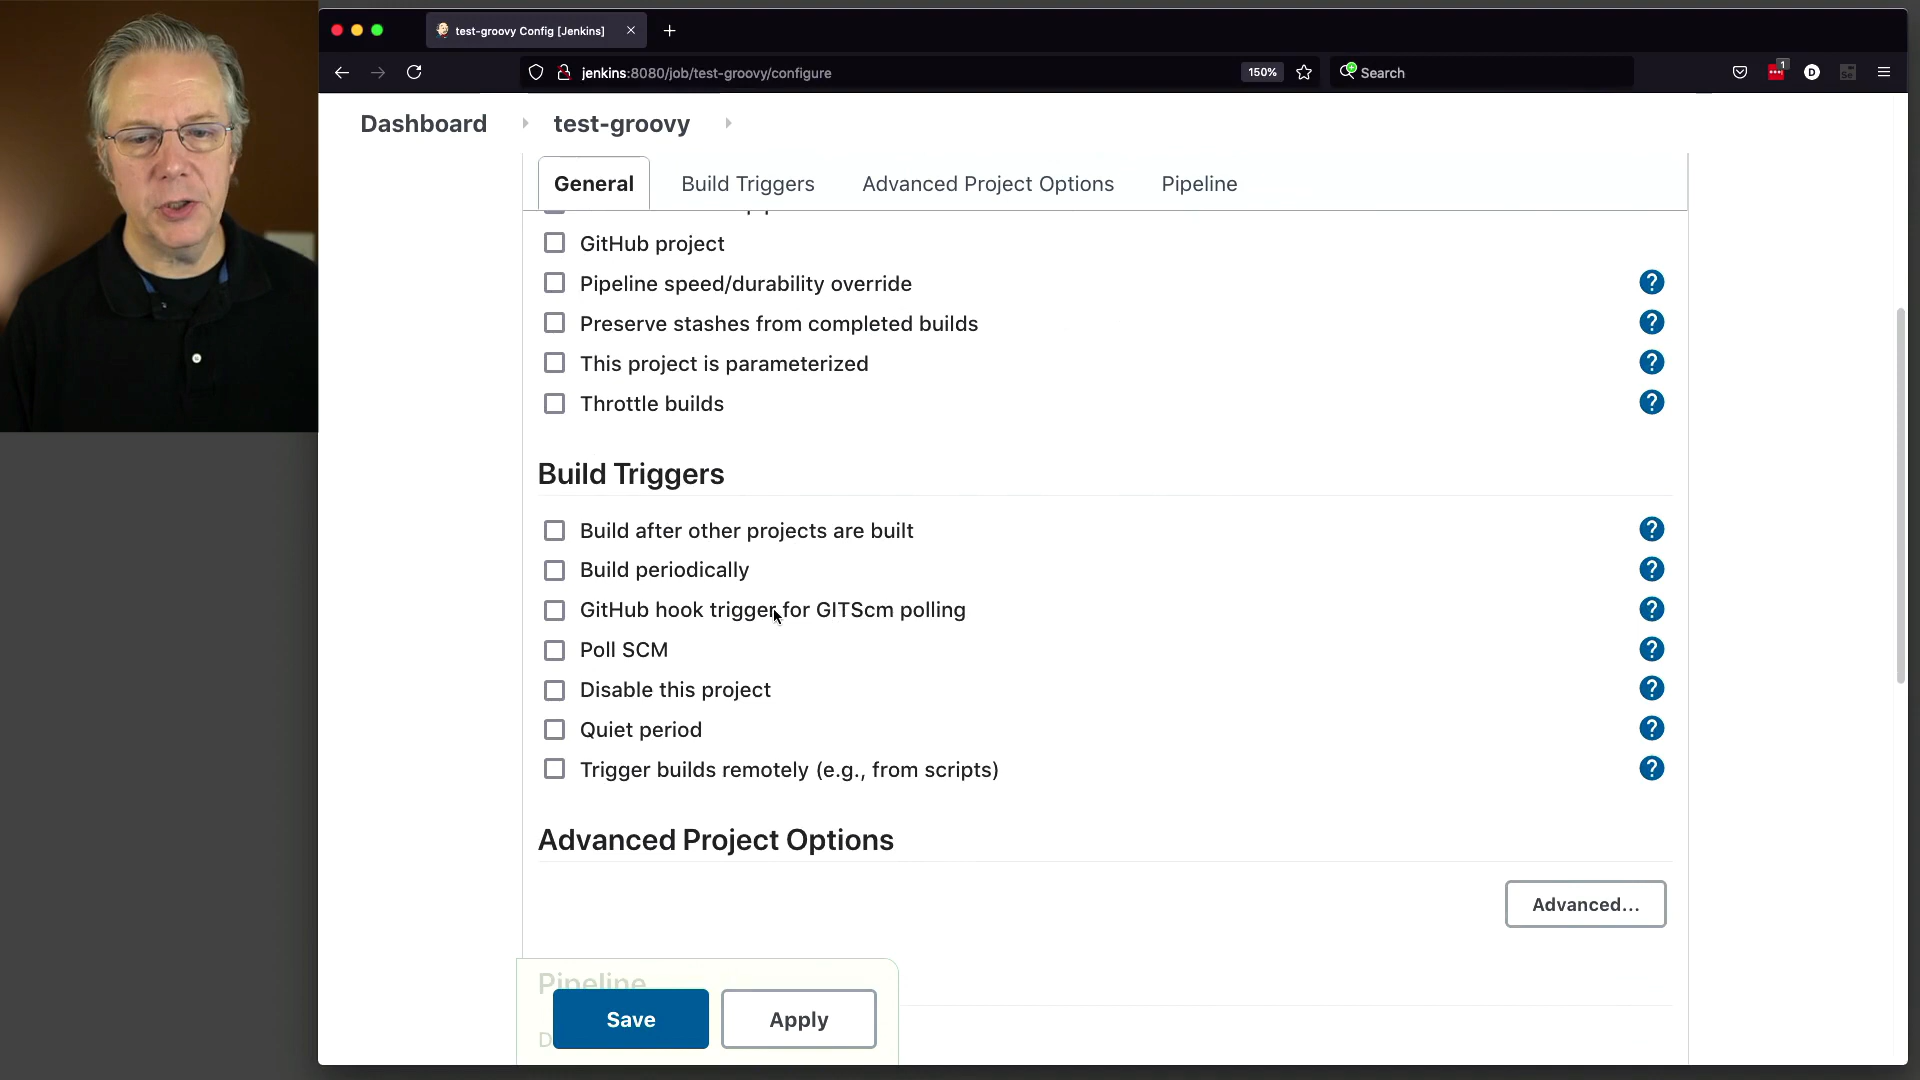 test-groovy Config [Jenkins]
jenkins:8080/job/test-groovy/configure
150%
Search
1
D
Dashboard
test-groovy
General
Build Triggers
Advanced Project Options
Pipeline
GitHub project
Pipeline speed/durability override
?
Preserve stashes from completed builds
?
This project is parameterized
?
Throttle builds
?
Build Triggers
Build after other projects are built
?
Build periodically
?
GitHub hook trigger for GITScm polling
?
Poll SCM
?
Disable this project
?
Quiet period
?
Trigger builds remotely (e.g., from scripts)
?
Advanced Project Options
Advanced...
Pipeline
Save
Apply